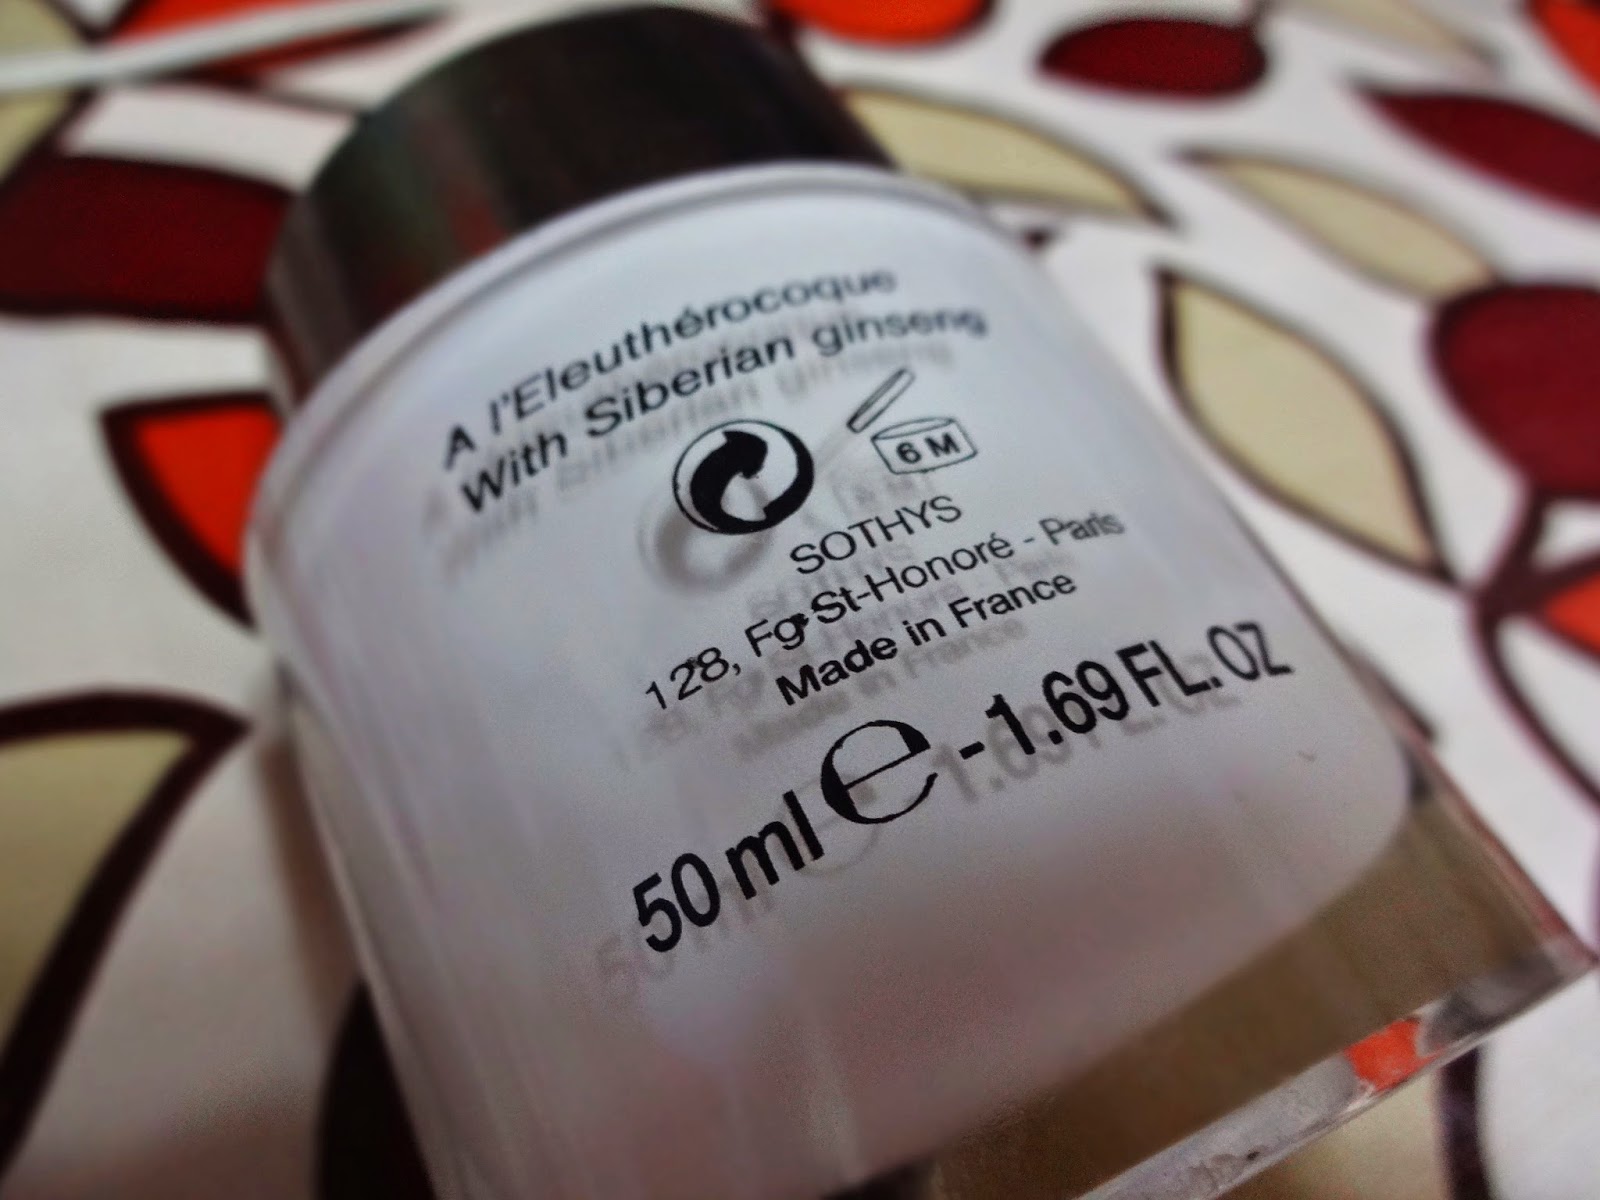 A l'Eleuthérocoque
With Siberian ginseng
6 M
SOTHYS
128, Fg St-Honoré - Paris
Made in France
50 ml e - 1.69 FL. OZ